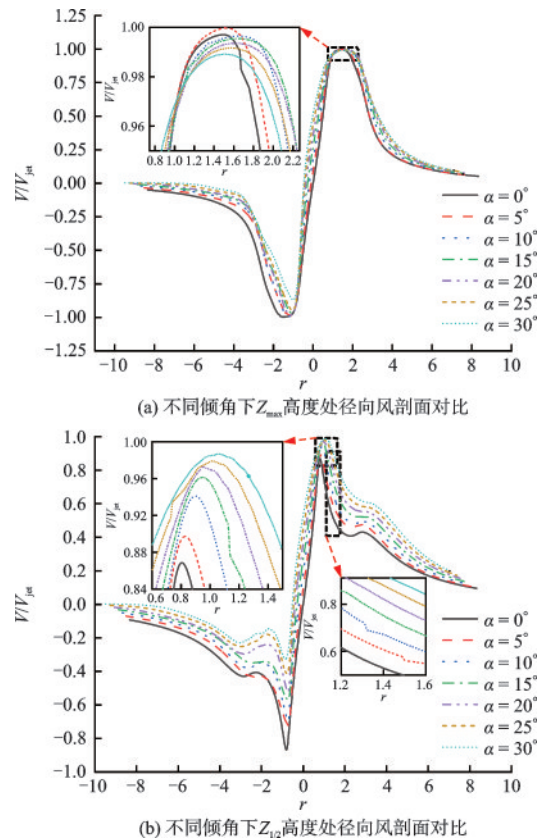 1.25
1.00
0.75
0.50
0.25
0.00
−0.25
−0.50
−0.75
−1.00
1.25
V/V_jet
−10 −8 −6 −4 −2 0 2 4 6 8 10
r
1.00
0.98
0.96
V/V_jet
0.8 1.0 1.2 1.4 1.6 1.8 2.0 2.2
r
α = 0°
α = 5°
α = 10°
α = 15°
α = 20°
α = 25°
α = 30°
(a) 不同倾角下Z_max高度处径向风剖面对比
1.0
0.8
0.6
0.4
0.2
0.0
−0.2
−0.4
−0.6
−0.8
−1.0
V/V_jet
−10 −8 −6 −4 −2 0 2 4 6 8 10
r
1.00
0.96
0.92
0.88
0.84
V/V_jet
0.6 0.8 1.0 1.2 1.4
r
0.8
0.6
V/V_jet
1.2 1.4 1.6
r
α = 0°
α = 5°
α = 10°
α = 15°
α = 20°
α = 25°
α = 30°
(b) 不同倾角下Z_1/2高度处径向风剖面对比